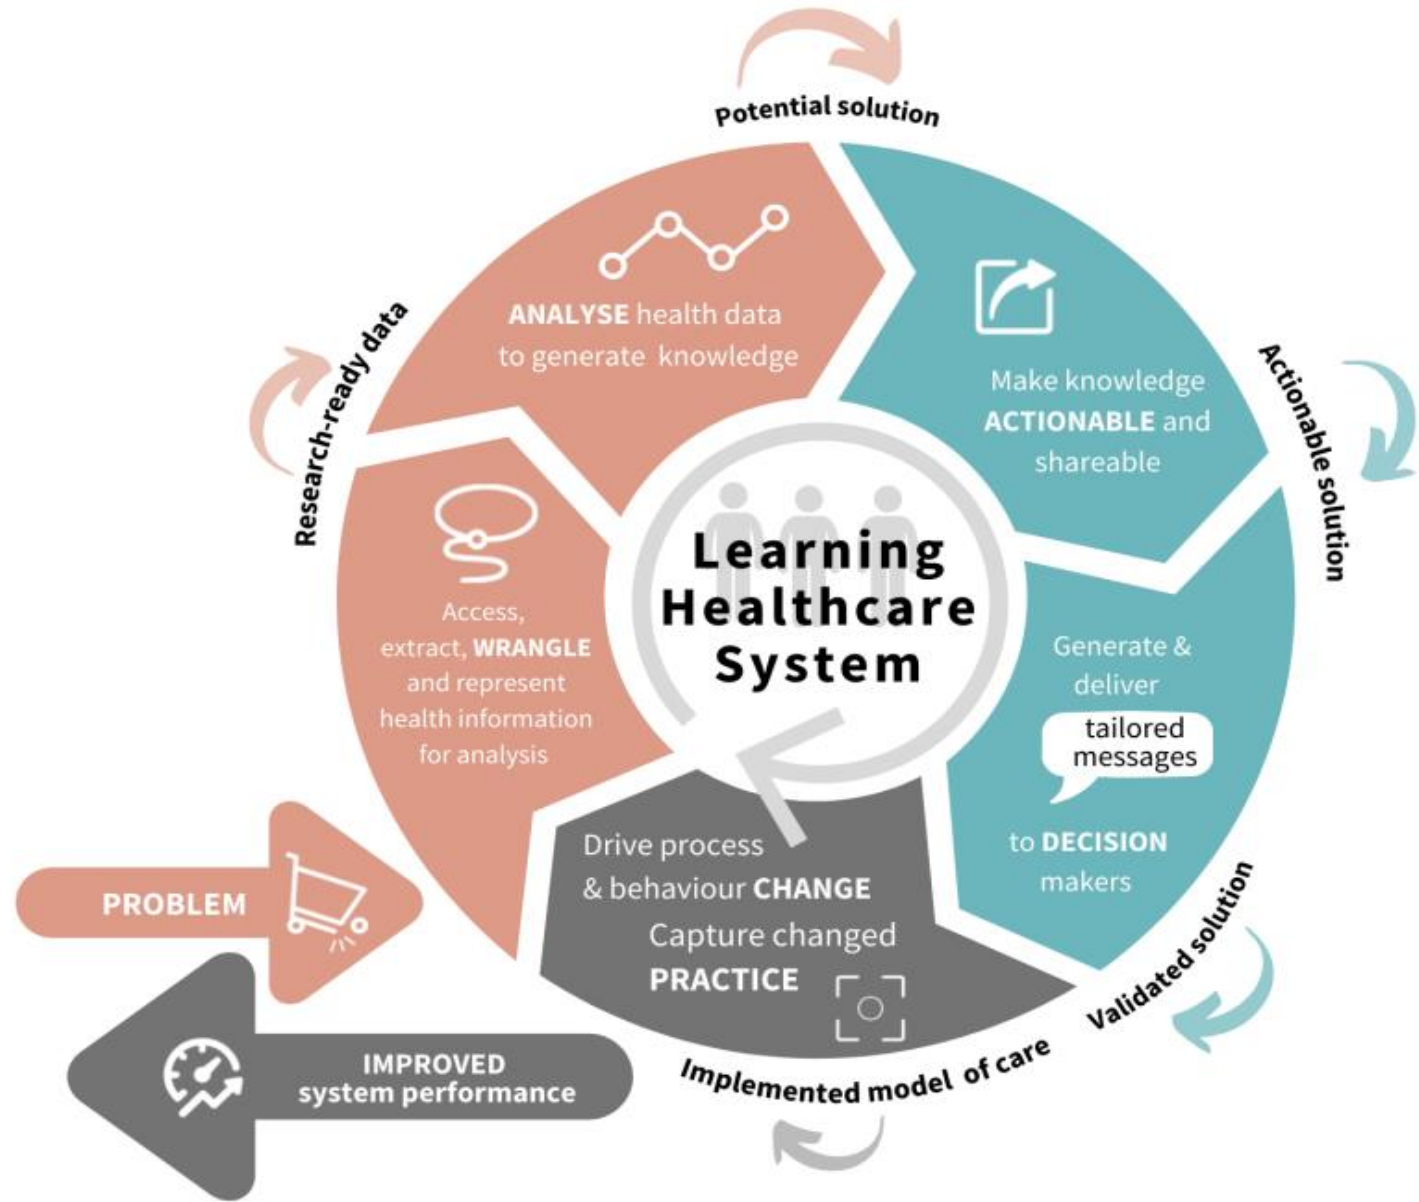 Potential solution
ANALYSE health data
to generate knowledge
Research-ready data
Make knowledge
ACTIONABLE and
shareable
Actionable solution
Learning
Healthcare
System
Access,
extract, WRANGLE
and represent
health information
for analysis
Generate &
deliver
tailored
messages
to DECISION
makers
Validated solution
Drive process
& behaviour CHANGE
Capture changed
PRACTICE
Implemented model of care
PROBLEM
IMPROVED
system performance